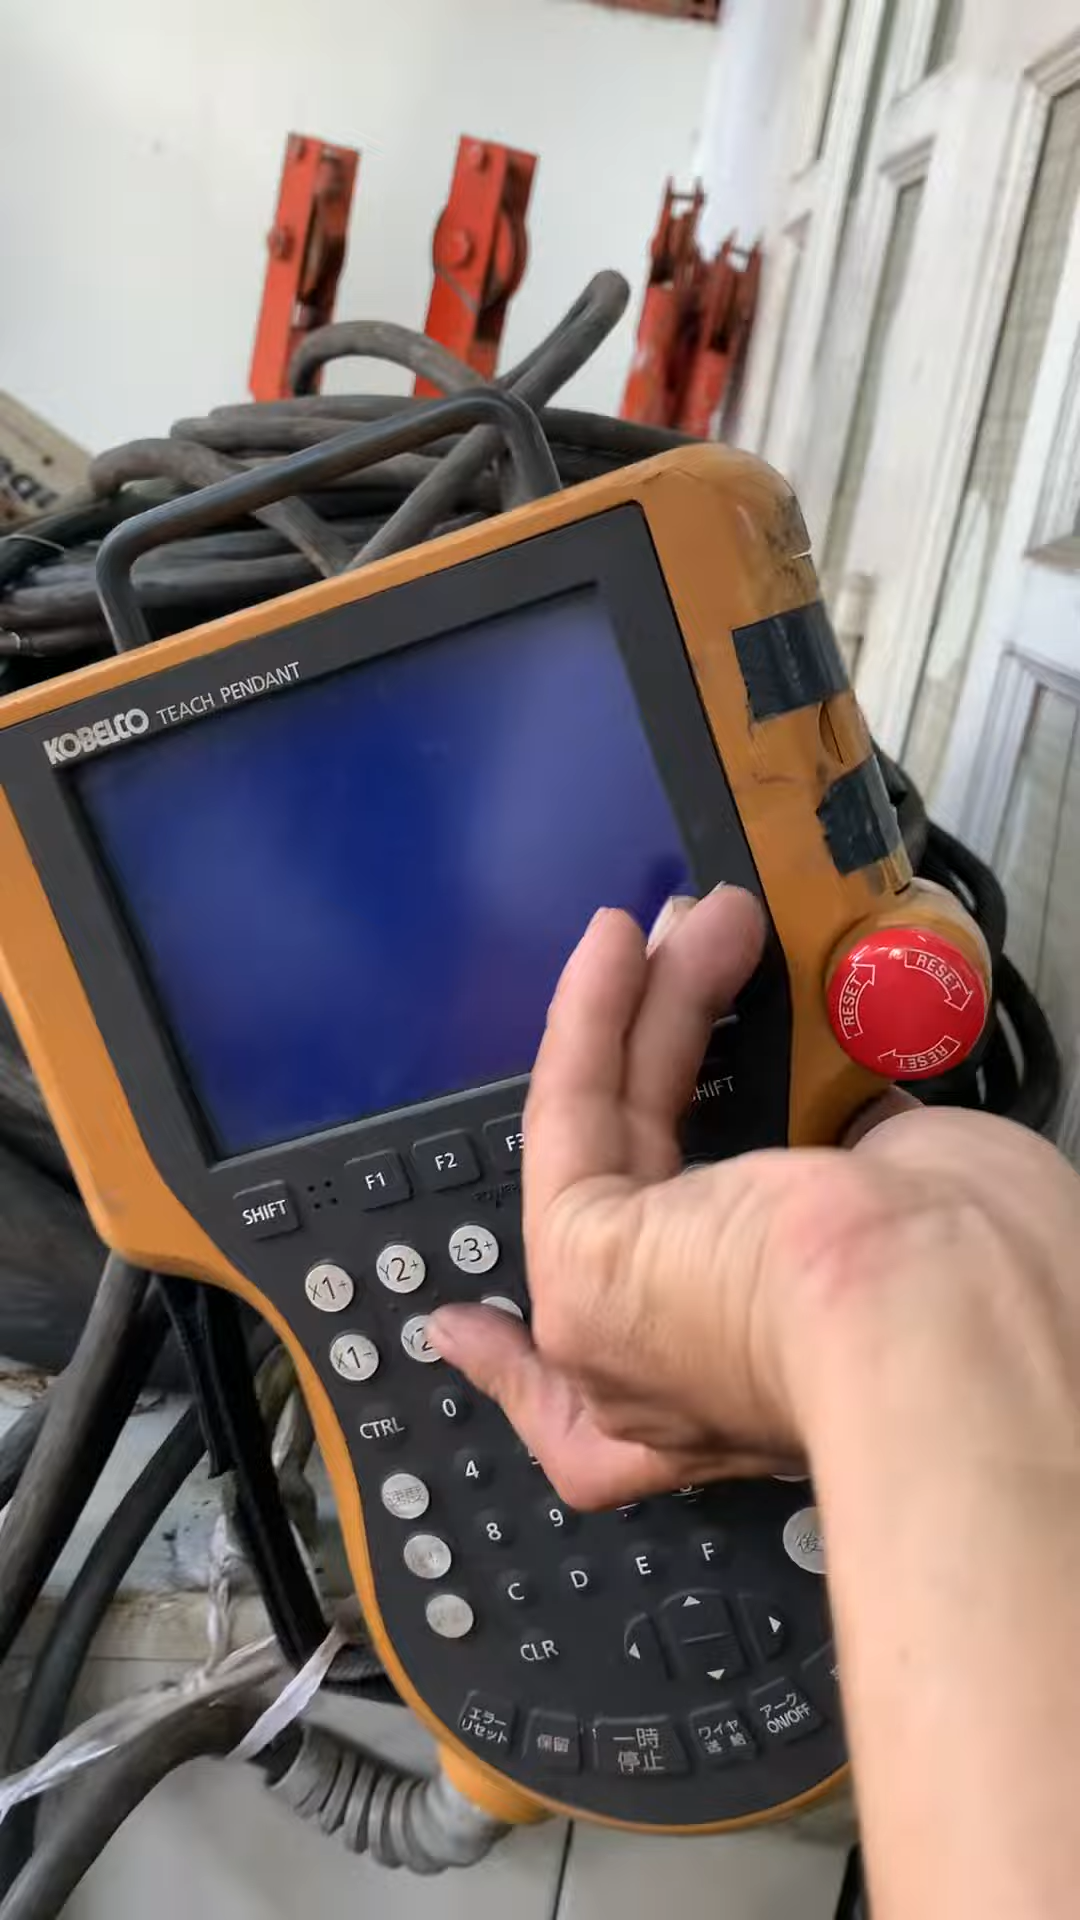 KOBELCO TEACH PENDANT
RESET
RESET
RESET
SHIFT
SHIFT
F1
F2
F3
X1+
Y2+
Z3+
X1-
CTRL
0
速度
4
8
9
C
D
E
F
CLR
エラー
リセット
保留
一時
停止
ワイヤ
送給
アーク
ON/OFF